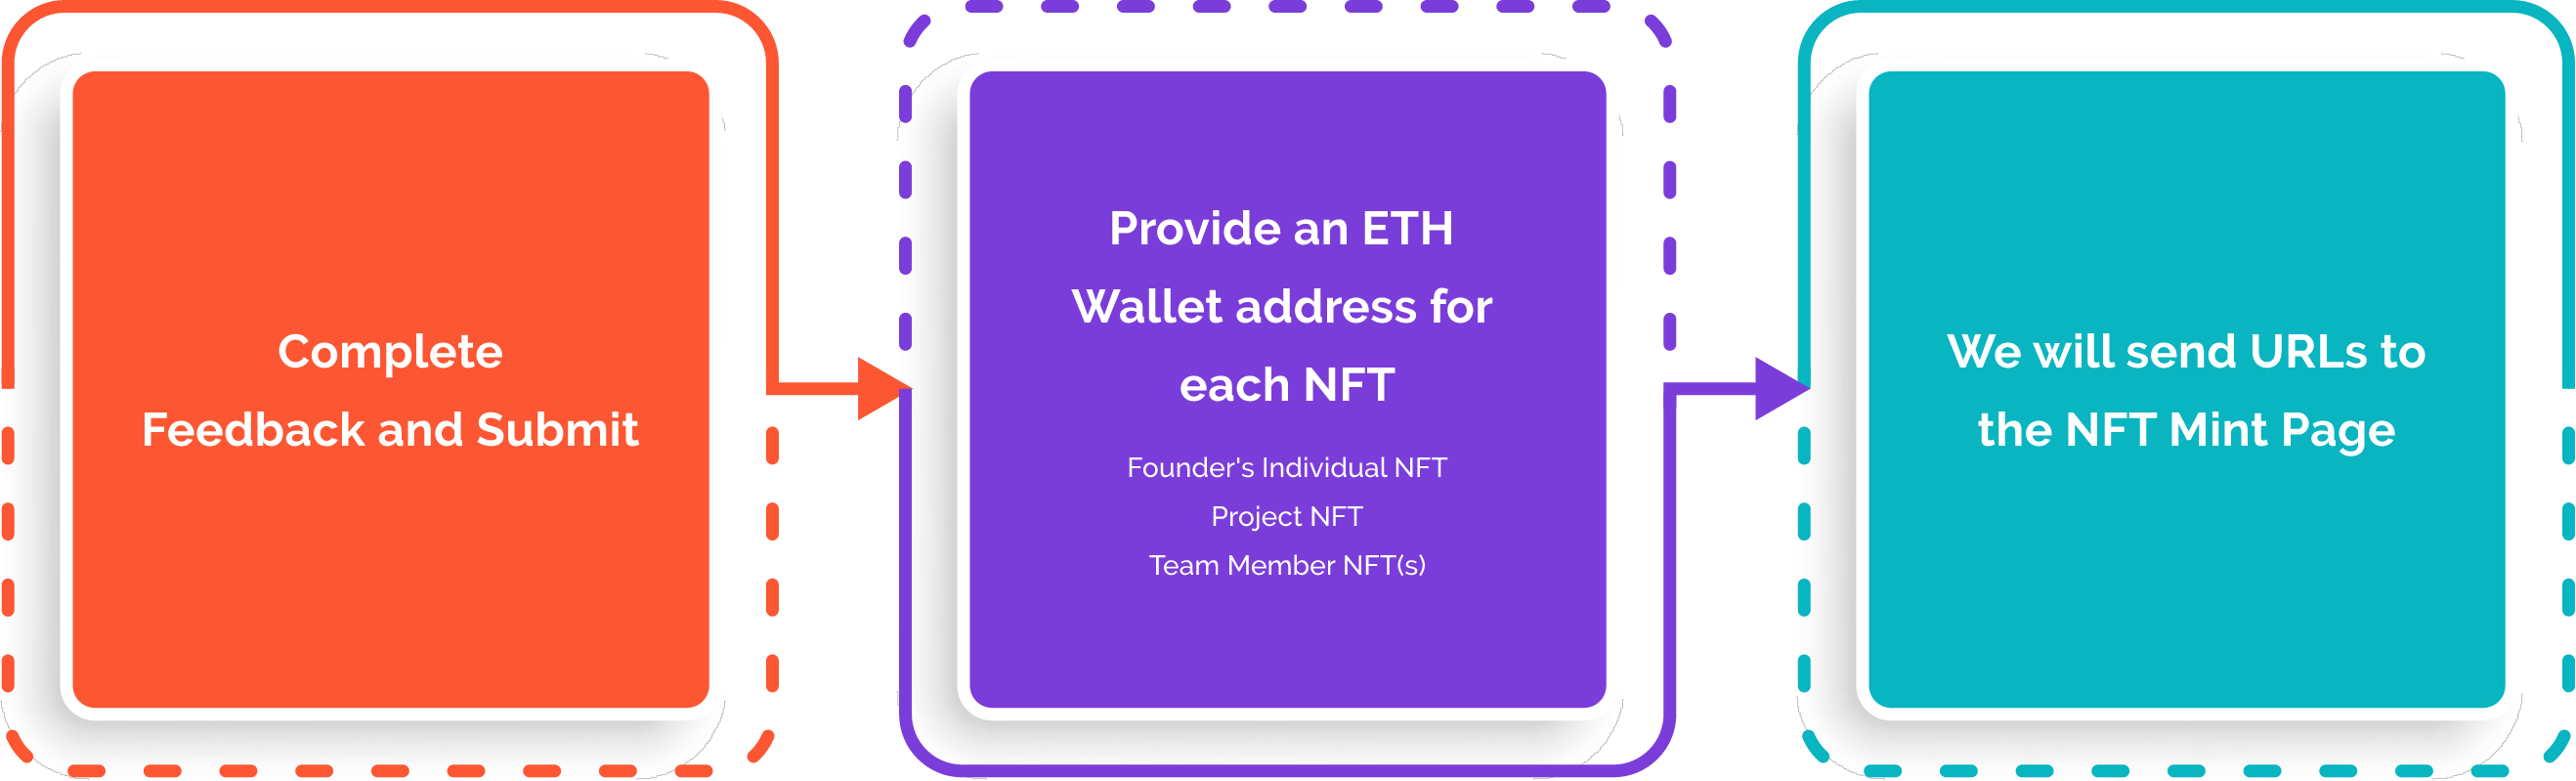 Complete
Feedback and Submit
Provide an ETH
Wallet address for
each NFT
Founder's Individual NFT
Project NFT
Team Member NFT(s)
We will send URLs to
the NFT Mint Page